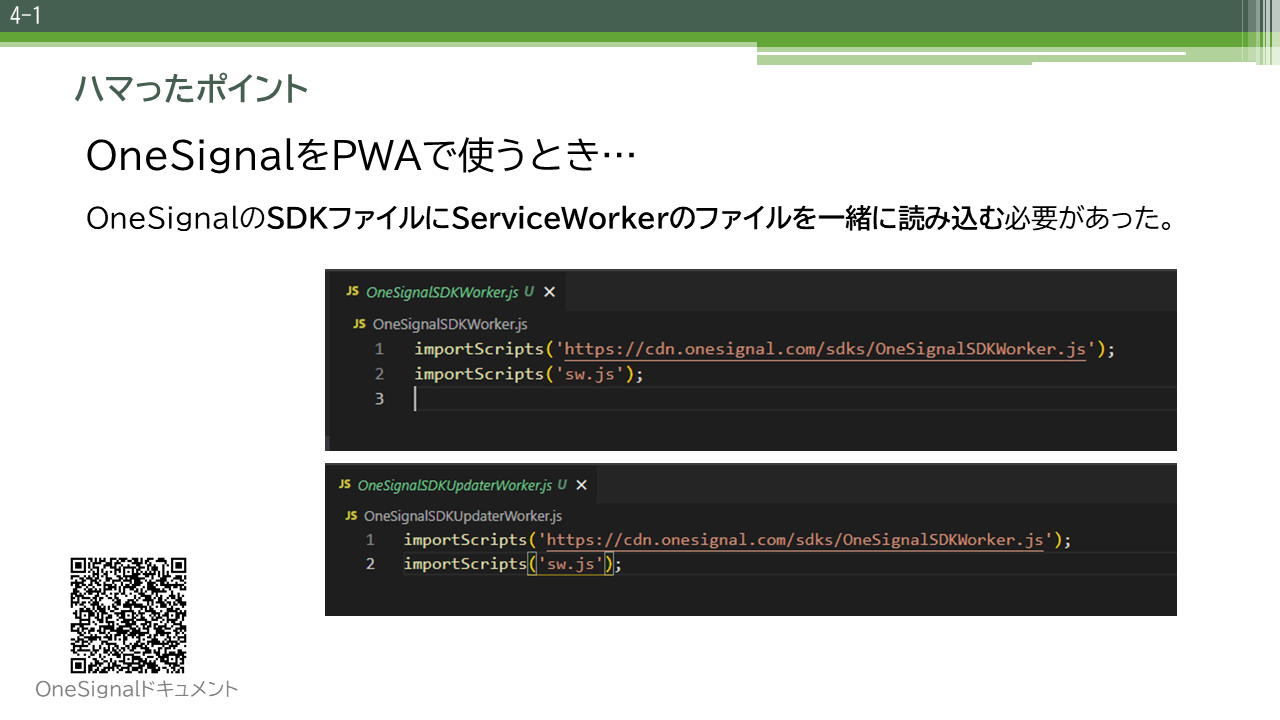 4-1
ハマったポイント
OneSignalをPWAで使うとき…
OneSignalのSDKファイルにServiceWorkerのファイルを一緒に読み込む必要があった。
JS OneSignalSDKWorker.js U ×
JS OneSignalSDKWorker.js
1 importScripts('https://cdn.onesignal.com/sdks/OneSignalSDKWorker.js');
2 importScripts('sw.js');
3
JS OneSignalSDKUpdaterWorker.js U ×
JS OneSignalSDKUpdaterWorker.js
1 importScripts('https://cdn.onesignal.com/sdks/OneSignalSDKWorker.js');
2 importScripts('sw.js');
OneSignalドキュメント